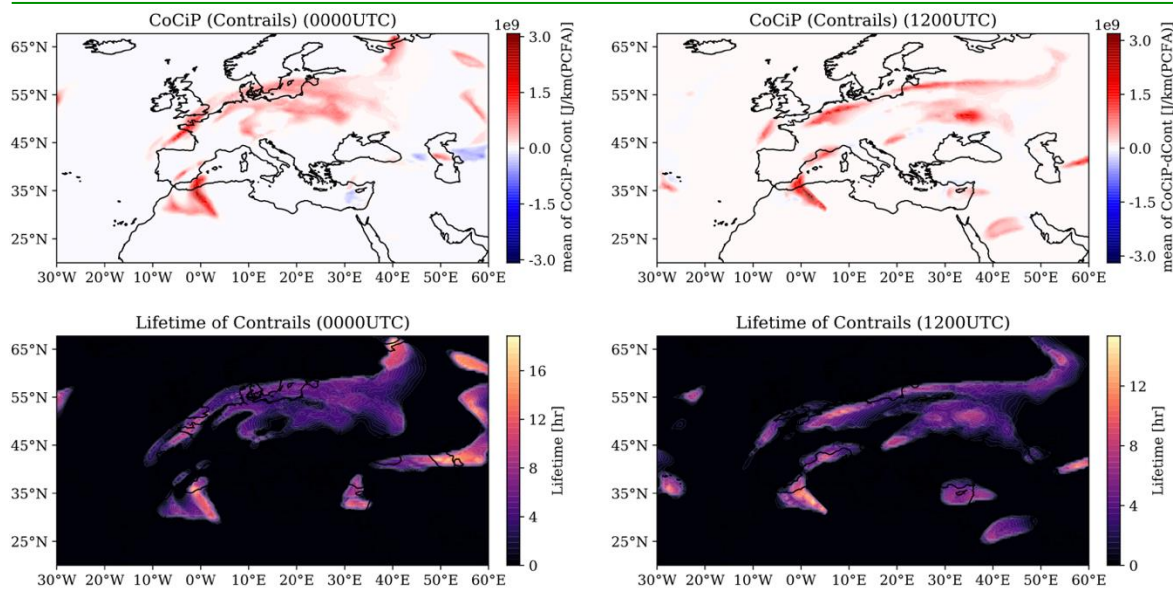 CoCiP (Contrails) (0000UTC)
1e9
65°N
55°N
45°N
35°N
25°N
30°W 20°W 10°W 0°W 10°E 20°E 30°E 40°E 50°E 60°E
3.0
1.5
0.0
-1.5
-3.0
mean of CoCiP-nCont [J/km(PCFA)]
CoCiP (Contrails) (1200UTC)
1e9
65°N
55°N
45°N
35°N
25°N
30°W 20°W 10°W 0°W 10°E 20°E 30°E 40°E 50°E 60°E
3.0
1.5
0.0
-1.5
-3.0
mean of CoCiP-dCont [J/km(PCFA)]
Lifetime of Contrails (0000UTC)
65°N
55°N
45°N
35°N
25°N
30°W 20°W 10°W 0°W 10°E 20°E 30°E 40°E 50°E 60°E
16
12
8
4
0
Lifetime [hr]
Lifetime of Contrails (1200UTC)
65°N
55°N
45°N
35°N
25°N
30°W 20°W 10°W 0°W 10°E 20°E 30°E 40°E 50°E 60°E
12
8
4
0
Lifetime [hr]